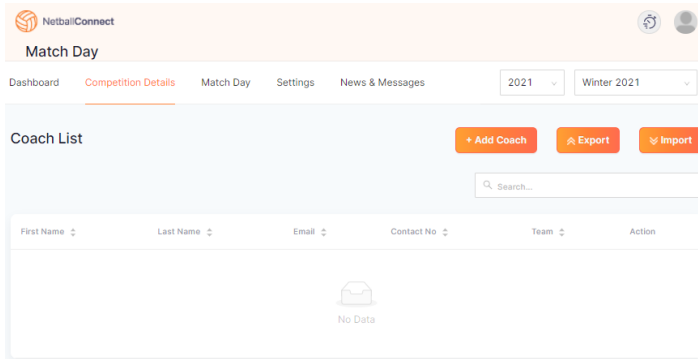 NetballConnect
Match Day
Dashboard Competition Details Match Day Settings News & Messages 2021 Winter 2021
Coach List + Add Coach Export Import
Search...
First Name Last Name Email Contact No Team Action
No Data